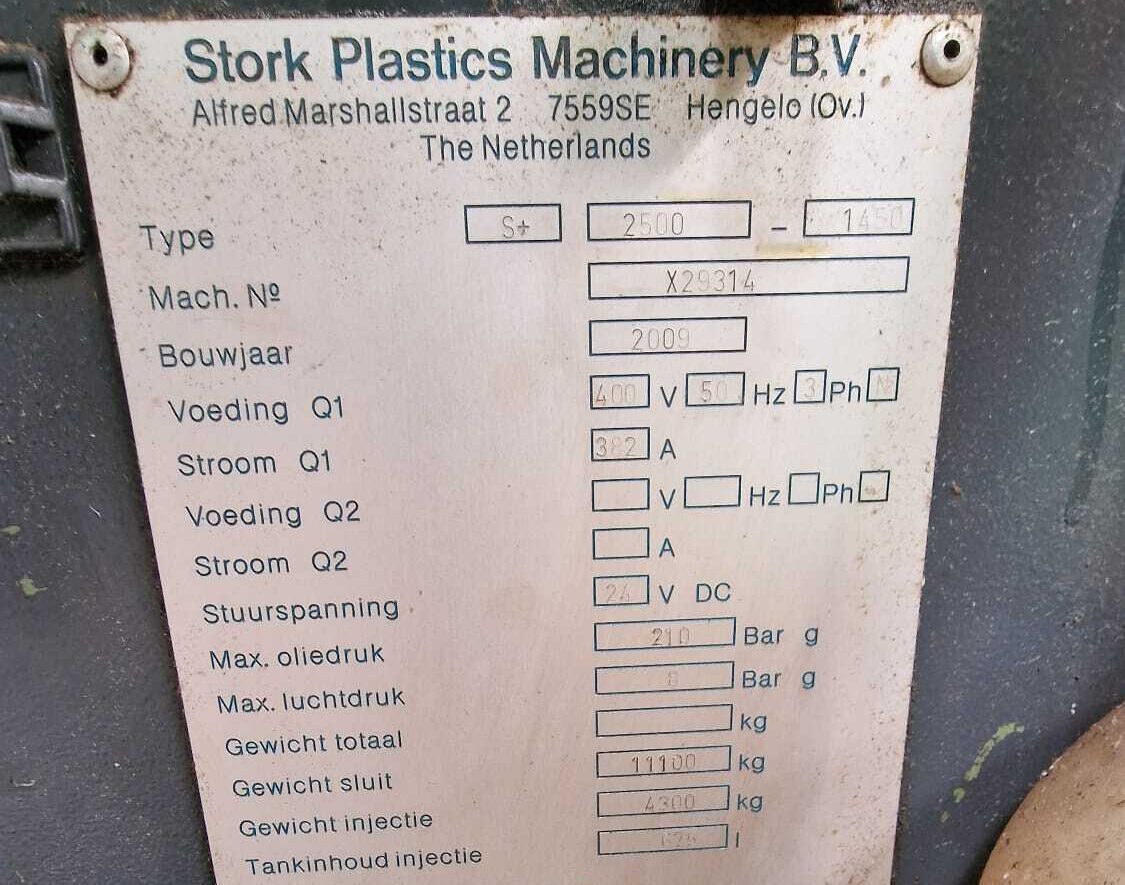 Stork Plastics Machinery B.V.
Alfred Marshallstraat 2 7559SE Hengelo (Ov.)
The Netherlands
Type S+ 2500 - 1450
Mach. Nº X29314
Bouwjaar 2009
Voeding Q1 400 V 50 Hz 3 Ph
Stroom Q1 382 A
Voeding Q2 V Hz Ph
Stroom Q2 A
Stuurspanning 24 V DC
Max. oliedruk 210 Bar g
Max. luchtdruk Bar g
Gewicht totaal kg
Gewicht sluit 11100 kg
Gewicht injectie 4300 kg
Tankinhoud injectie l